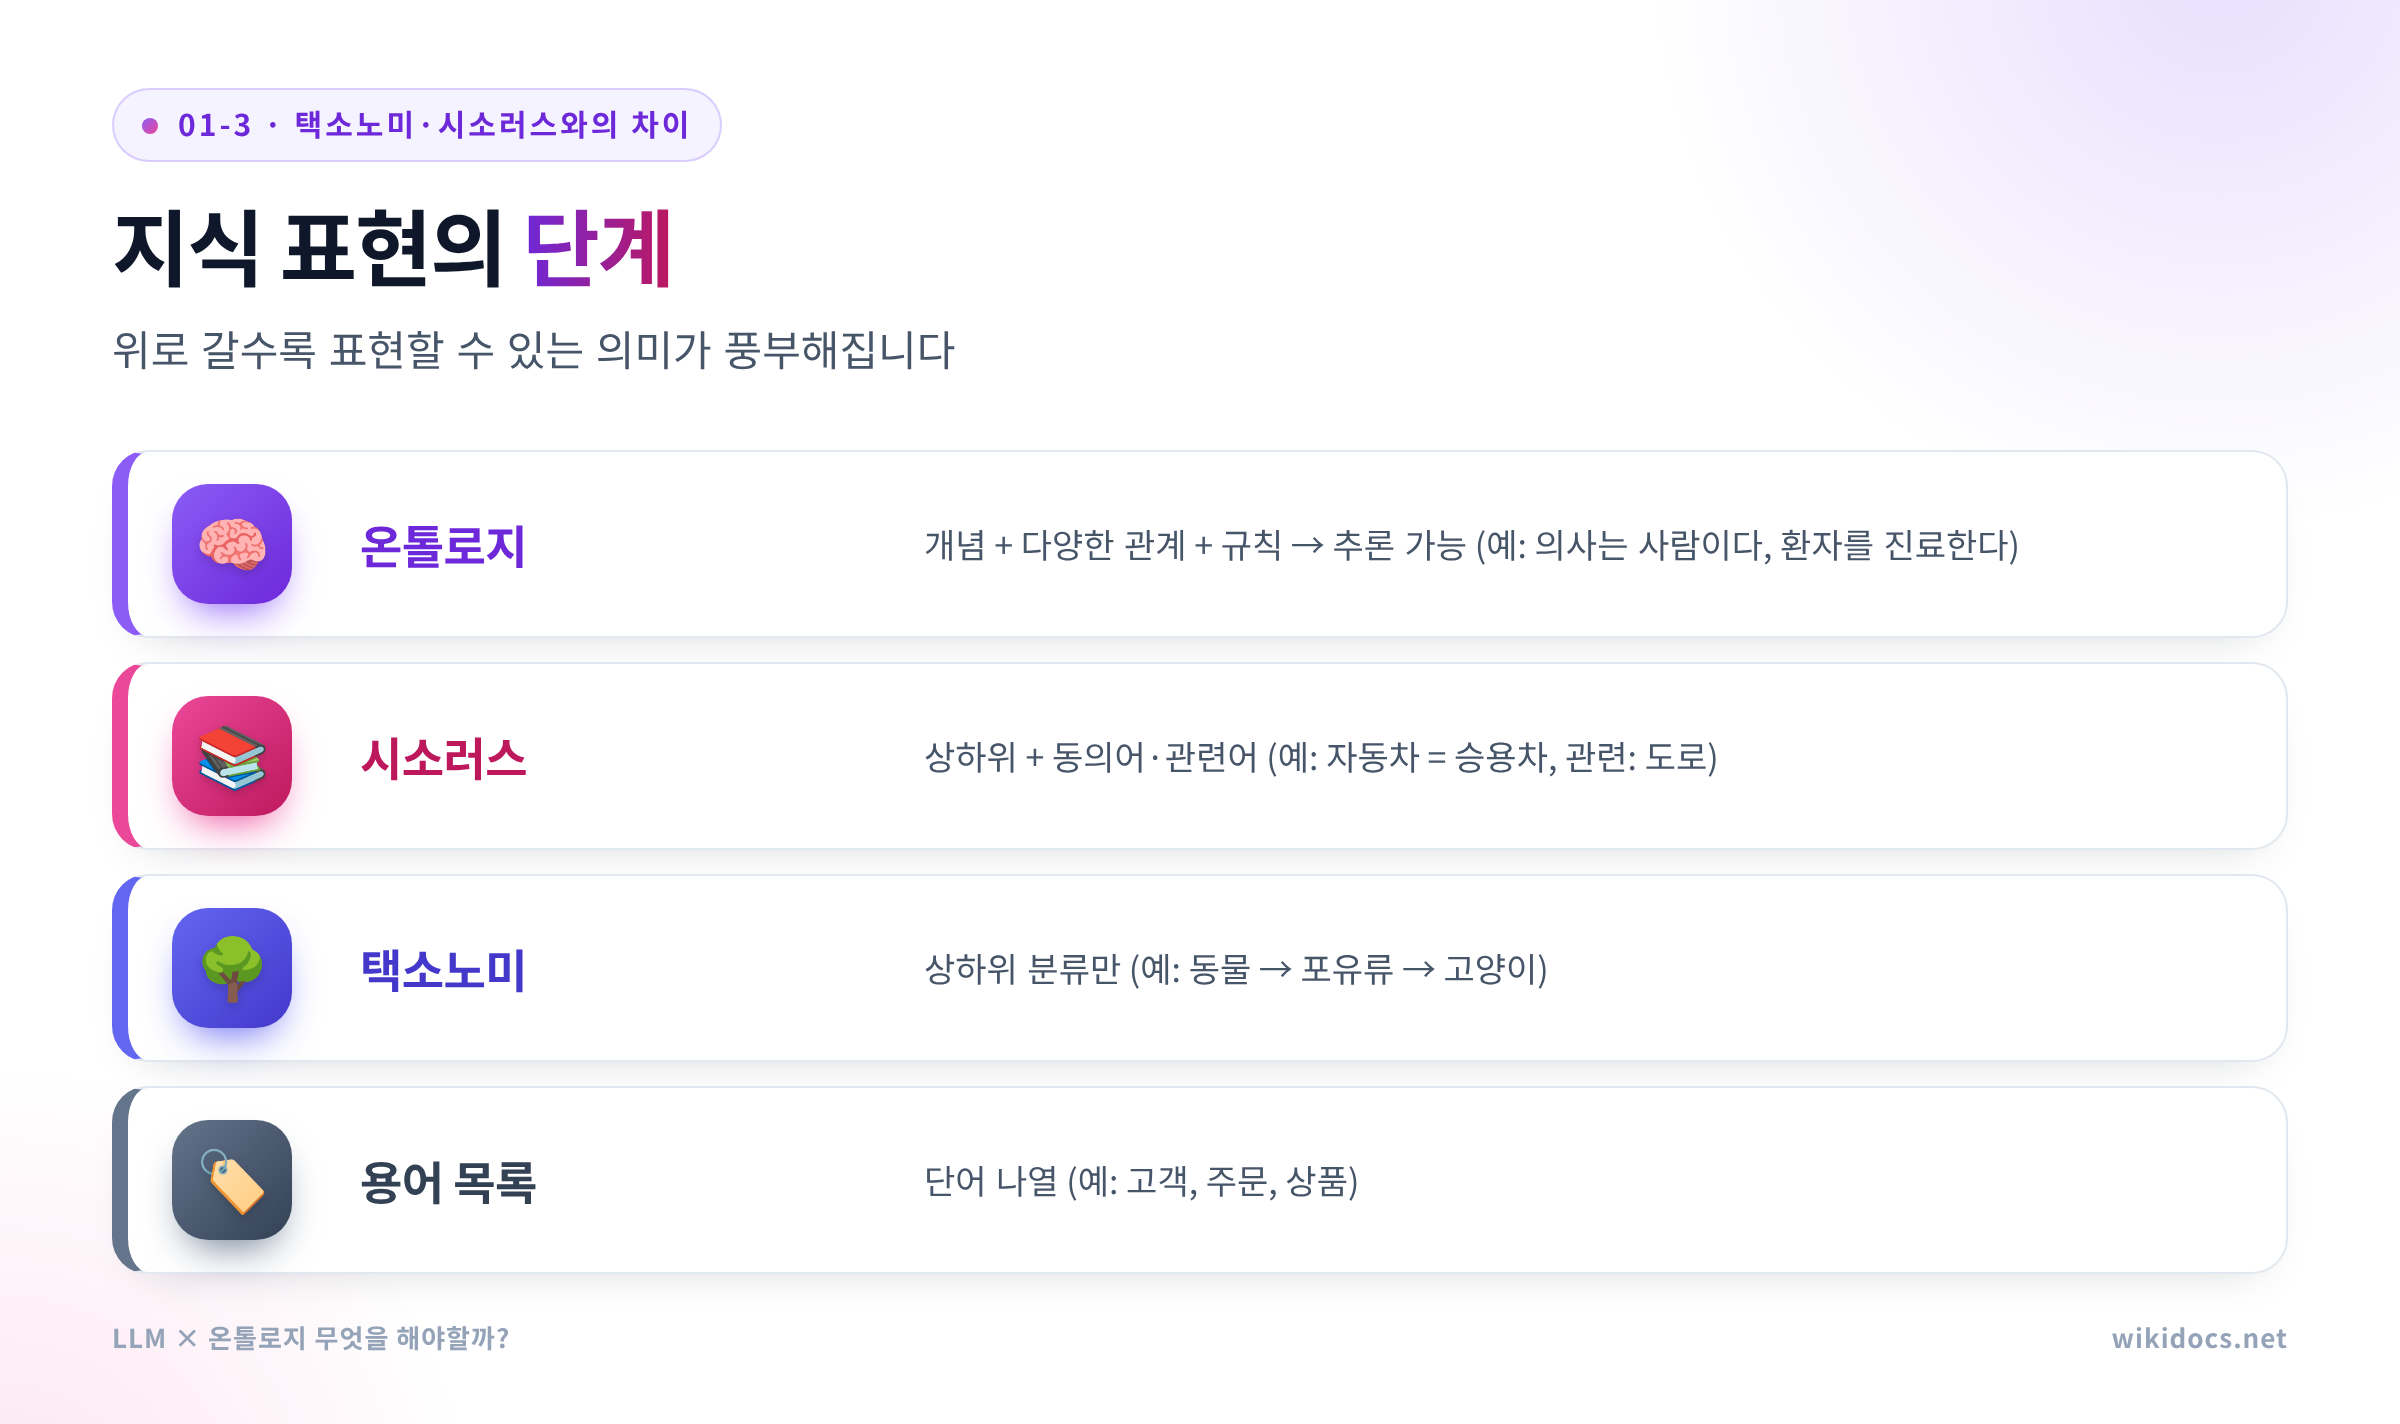 01-3 · 택소노미·시소러스와의 차이
지식 표현의 단계
위로 갈수록 표현할 수 있는 의미가 풍부해집니다
온톨로지
개념 + 다양한 관계 + 규칙 → 추론 가능 (예: 의사는 사람이다, 환자를 진료한다)
시소러스
상하위 + 동의어·관련어 (예: 자동차 = 승용차, 관련: 도로)
택소노미
상하위 분류만 (예: 동물 → 포유류 → 고양이)
용어 목록
단어 나열 (예: 고객, 주문, 상품)
LLM × 온톨로지 무엇을 해야할까?
wikidocs.net